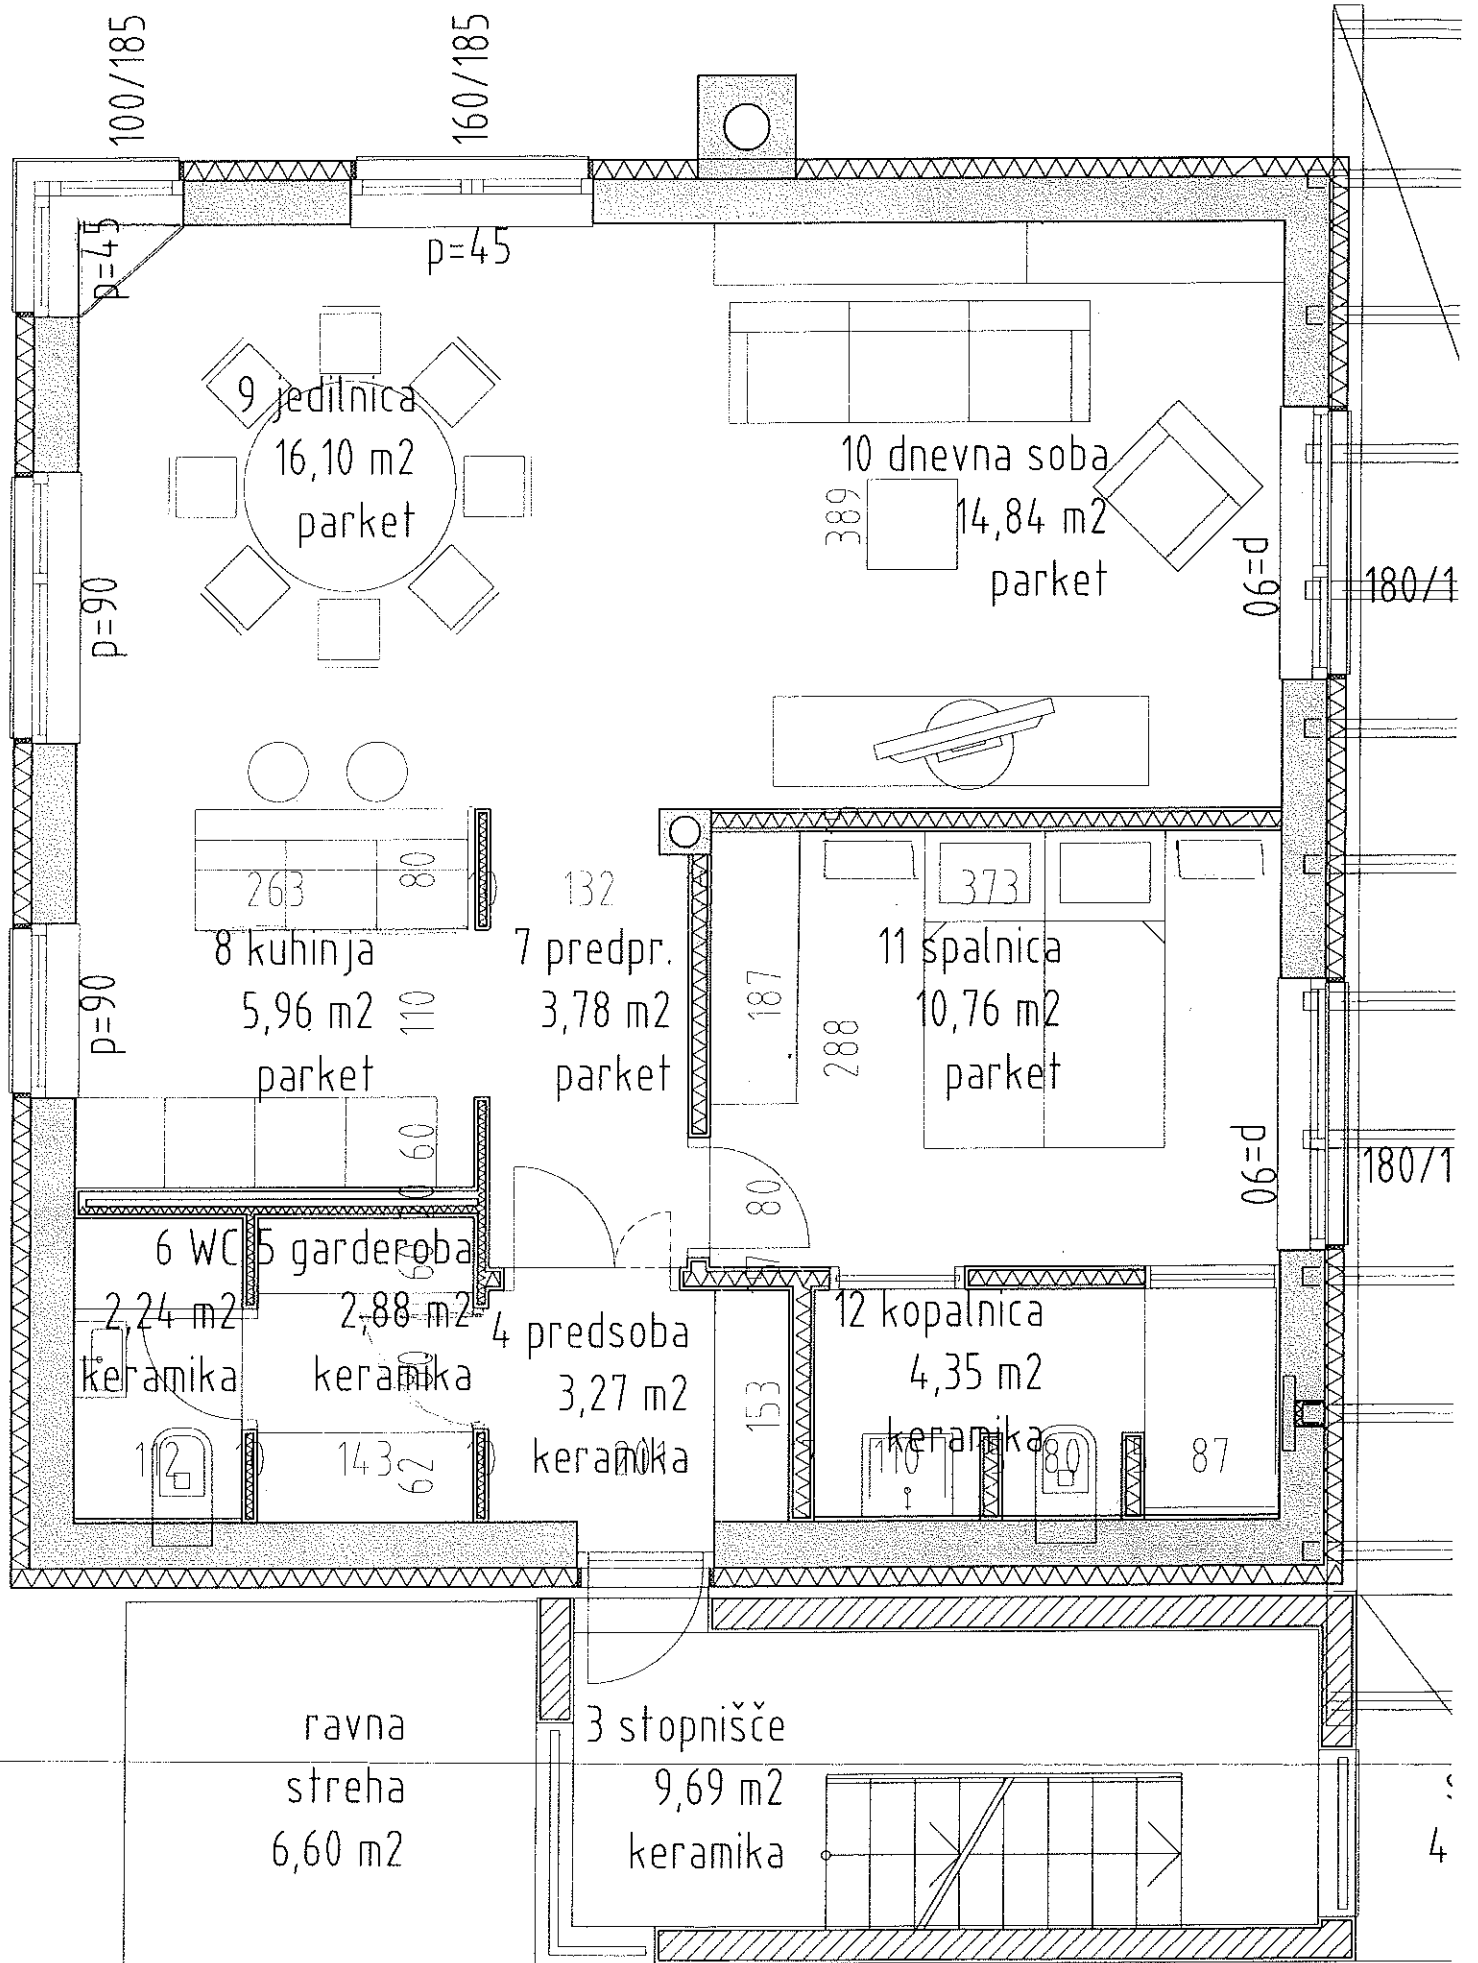 100/185
160/185
p=45
p=45
9 jedilnica
16,10 m2
parket
10 dnevna soba
14,84 m2
parket
389
p=90
p=90
180/1
263
80
132
373
8 kuhinja
5,96 m2
parket
110
7 predpr.
3,78 m2
parket
187
288
11 spalnica
10,76 m2
parket
p=90
p=90
180/1
60
80
6 WC
2,24 m2
keramika
5 garderoba
2,88 m2
keramika
4 predsoba
3,27 m2
keramika
12 kopalnica
4,35 m2
keramika
112
143
62
153
110
80
87
ravna
streha
6,60 m2
3 stopnišče
9,69 m2
keramika
4